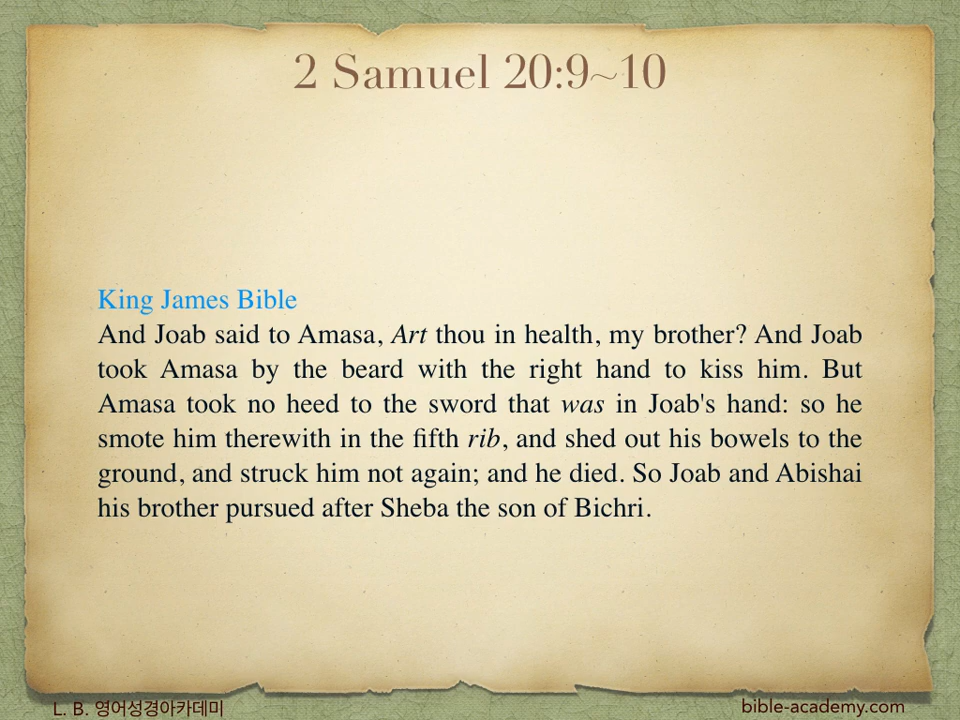 2 Samuel 20:9~10
King James Bible
And Joab said to Amasa, Art thou in health, my brother? And Joab
took Amasa by the beard with the right hand to kiss him. But
Amasa took no heed to the sword that was in Joab's hand: so he
smote him therewith in the fifth rib, and shed out his bowels to the
ground, and struck him not again; and he died. So Joab and Abishai
his brother pursued after Sheba the son of Bichri.
L. B. 영어성경아카데미
bible-academy.com